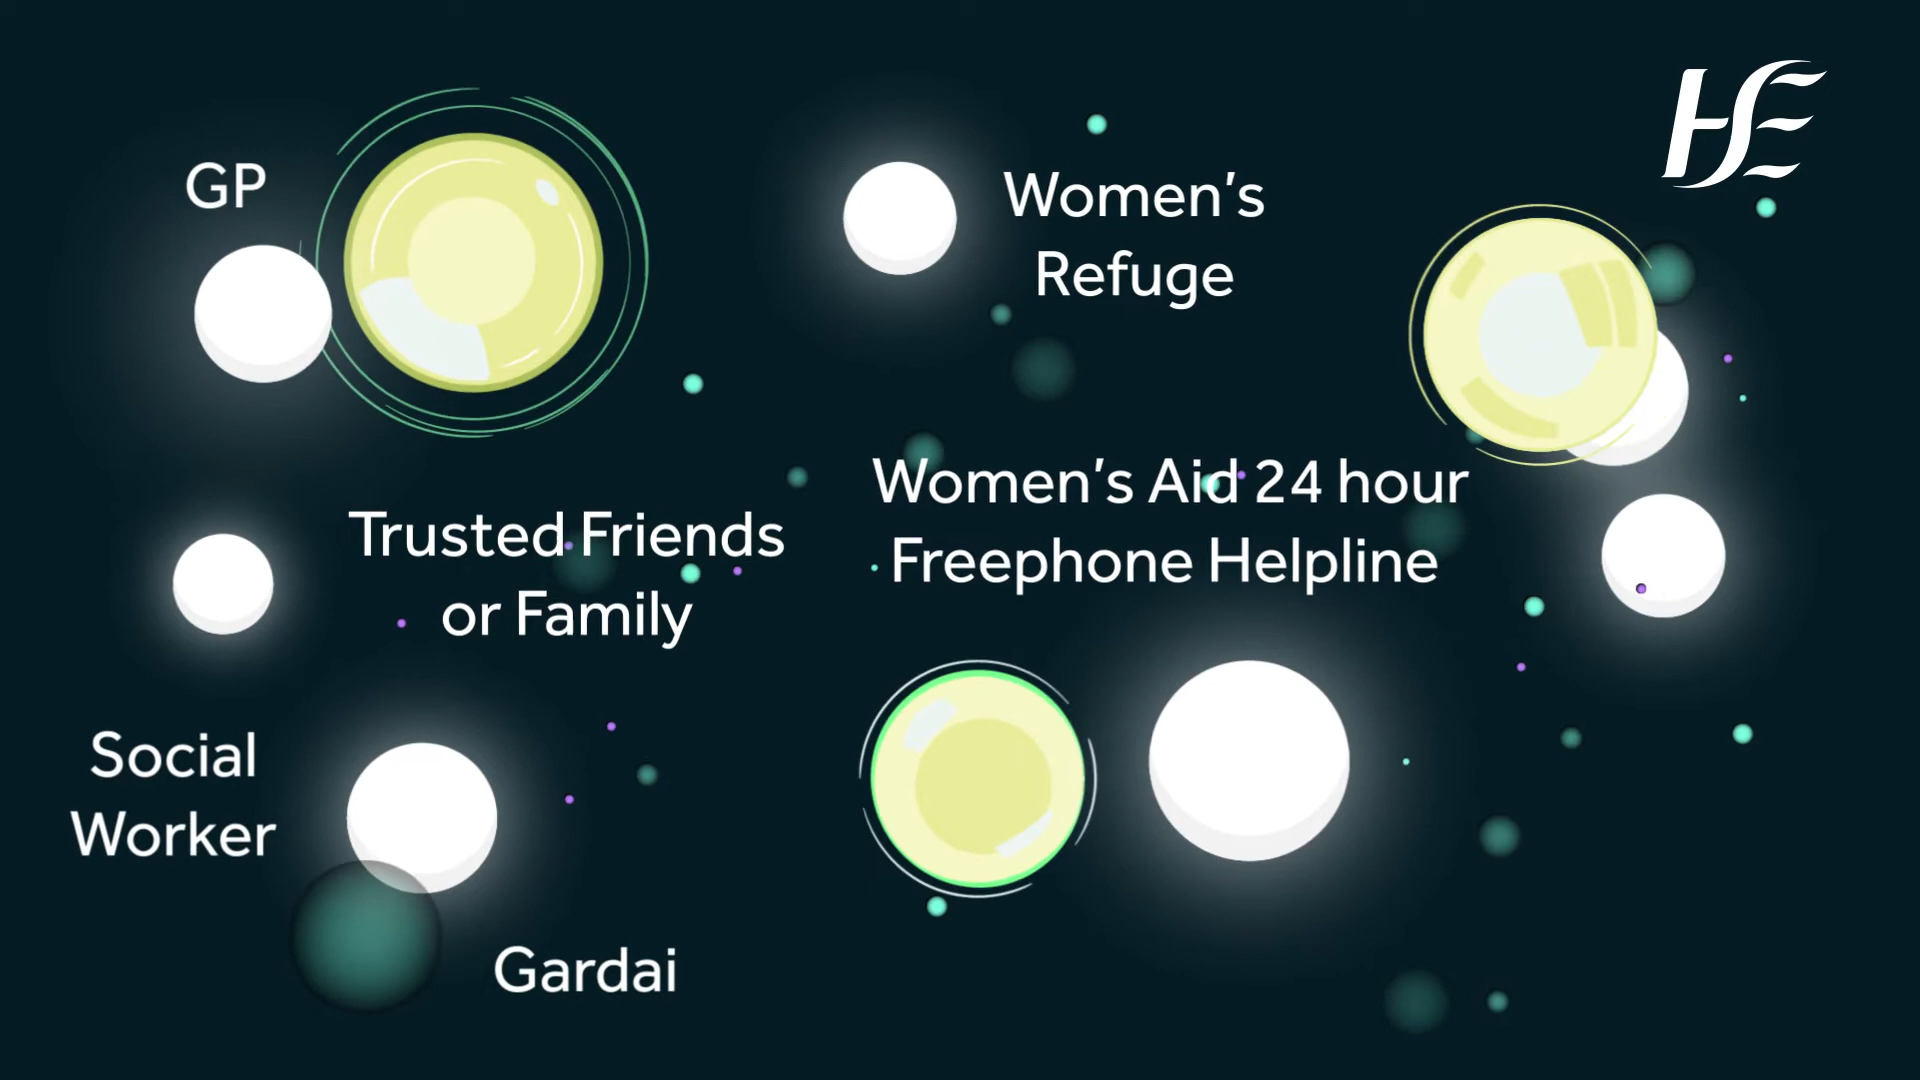 HSE
GP
Women's
Refuge
Trusted Friends
or Family
Women's Aid 24 hour
Freephone Helpline
Social
Worker
Gardai